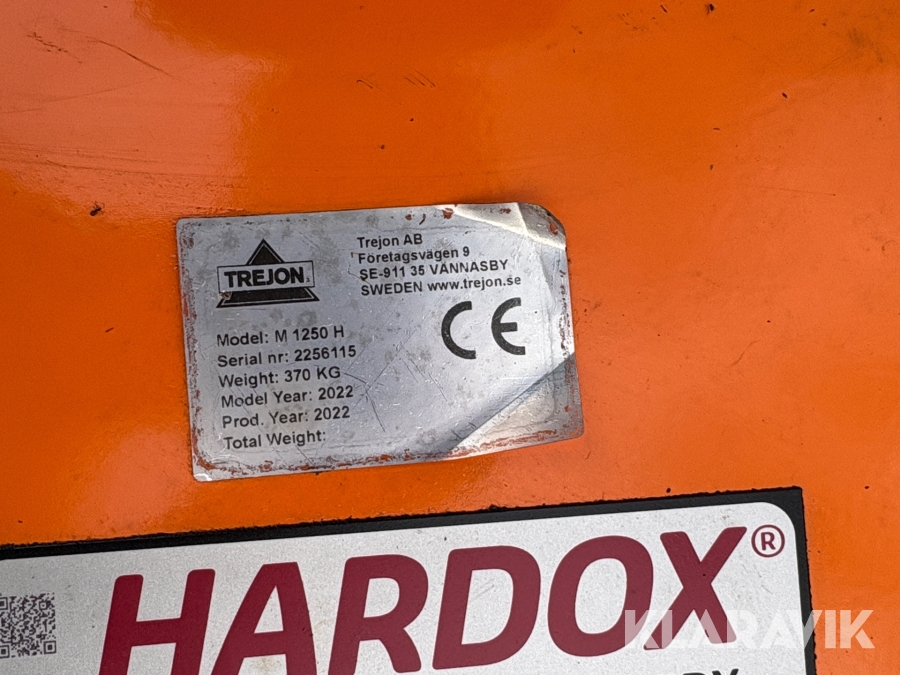 TREJON
Trejon AB
Företagsvägen 9
SE-911 35 VÄNNÄSBY
SWEDEN www.trejon.se
CE
Model: M 1250 H
Serial nr: 2256115
Weight: 370 KG
Model Year: 2022
Prod. Year: 2022
Total Weight:
HARDOX®
KLARAVIK